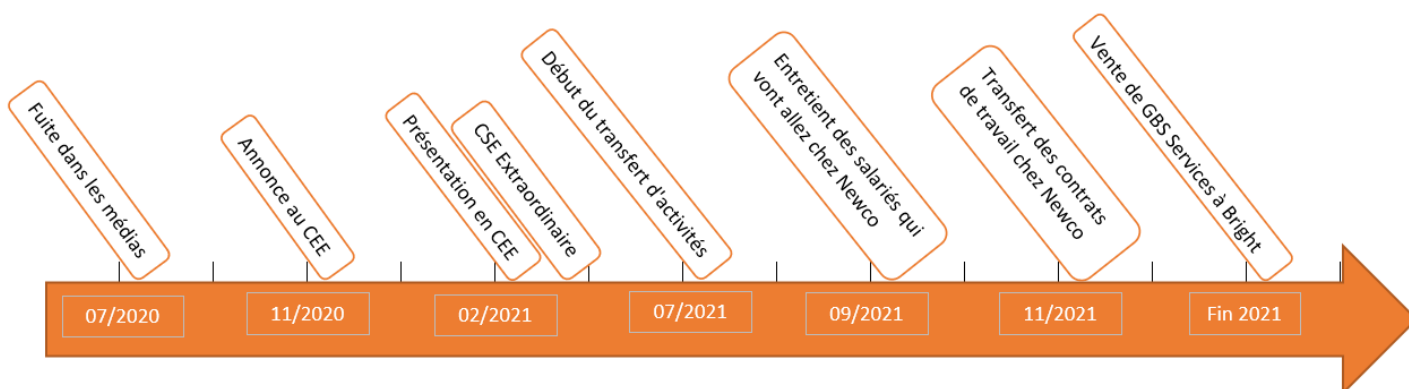 Fuite dans les médias
Annonce au CEE
Présentation en CEE
CSE Extraordinaire
Début du transfert d'activités
Entretient des salariés qui
vont allez chez Newco
Transfert des contrats
de travail chez Newco
Vente de GBS Services à Bright
07/2020
11/2020
02/2021
07/2021
09/2021
11/2021
Fin 2021